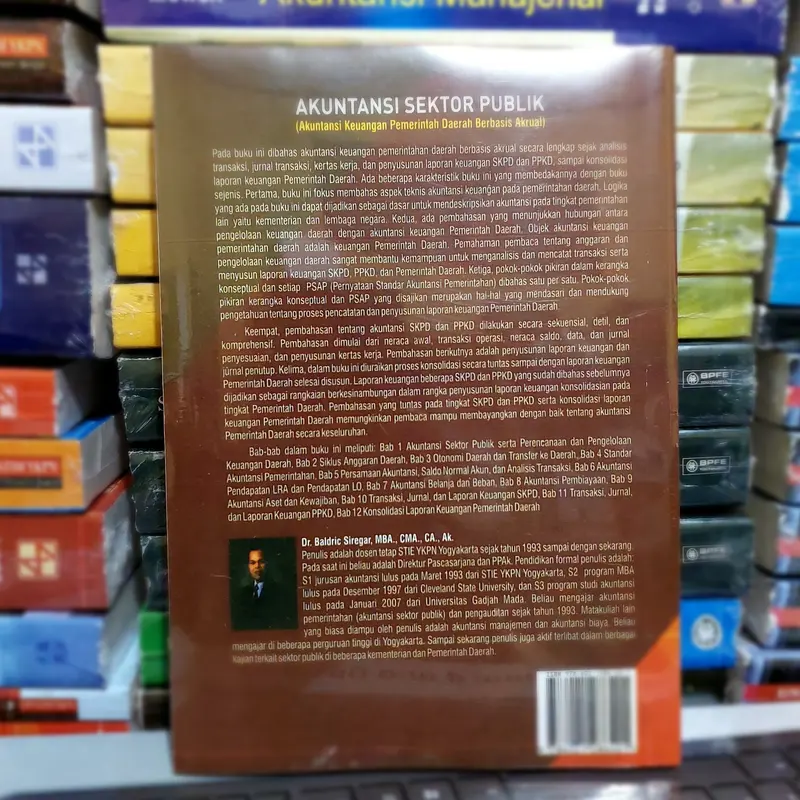 Akuntansi Manajerial
AKUNTANSI SEKTOR PUBLIK
(Akuntansi Keuangan Pemerintah Daerah Berbasis Akrual)
Pada buku ini dibahas akuntansi keuangan pemerintahan daerah berbasis akrual secara lengkap sejak analisis
transaksi, jurnal transaksi, kertas kerja, dan penyusunan laporan keuangan SKPD dan PPKD, sampai konsolidasi
laporan keuangan Pemerintah Daerah. Ada beberapa karakteristik buku ini yang membedakannya dengan buku
sejenis. Pertama, buku ini fokus membahas aspek teknis akuntansi keuangan pada pemerintahan daerah. Logika
yang ada pada buku ini dapat dijadikan sebagai dasar untuk mendeskripsikan akuntansi pada tingkat pemerintahan
lain yaitu kementerian dan lembaga negara. Kedua, ada pembahasan yang menunjukkan hubungan antara
pengelolaan keuangan daerah dengan akuntansi keuangan Pemerintah Daerah. Objek akuntansi keuangan
pemerintahan daerah adalah keuangan Pemerintah Daerah. Pemahaman pembaca tentang anggaran dan
pengelolaan keuangan daerah sangat membantu kemampuan untuk menganalisis dan mencatat transaksi serta
menyusun laporan keuangan SKPD, PPKD, dan Pemerintah Daerah. Ketiga, pokok-pokok pikiran dalam kerangka
konseptual dan setiap PSAP (Pernyataan Standar Akuntansi Pemerintahan) dibahas satu per satu. Pokok-pokok
pikiran kerangka konseptual dan PSAP yang disajikan merupakan hal-hal yang mendasari dan mendukung
pengetahuan tentang proses pencatatan dan penyusunan laporan keuangan Pemerintah Daerah.
Keempat, pembahasan tentang akuntansi SKPD dan PPKD dilakukan secara sekuensial, detil, dan
komprehensif. Pembahasan dimulai dari neraca awal, transaksi operasi, neraca saldo, data, dan jurnal
penyesuaian, dan penyusunan kertas kerja. Pembahasan berikutnya adalah penyusunan laporan keuangan dan
jurnal penutup. Kelima, dalam buku ini diuraikan proses konsolidasi secara tuntas sampai dengan laporan keuangan
Pemerintah Daerah selesai disusun. Laporan keuangan beberapa SKPD dan PPKD yang sudah dibahas sebelumnya
dijadikan sebagai rangkaian berkesinambungan dalam rangka penyusunan laporan keuangan konsolidasian pada
tingkat Pemerintah Daerah. Pembahasan yang tuntas pada tingkat SKPD dan PPKD serta konsolidasi laporan
keuangan Pemerintah Daerah memungkinkan pembaca mampu membayangkan dengan baik tentang akuntansi
Pemerintah Daerah secara keseluruhan.
Bab-bab dalam buku ini meliputi: Bab 1 Akuntansi Sektor Publik serta Perencanaan dan Pengelolaan
Keuangan Daerah, Bab 2 Siklus Anggaran Daerah, Bab 3 Otonomi Daerah dan Transfer ke Daerah, Bab 4 Standar
Akuntansi Pemerintahan, Bab 5 Persamaan Akuntansi, Saldo Normal Akun, dan Analisis Transaksi, Bab 6 Akuntansi
Pendapatan LRA dan Pendapatan LO, Bab 7 Akuntansi Belanja dan Beban, Bab 8 Akuntansi Pembiayaan, Bab 9
Akuntansi Aset dan Kewajiban, Bab 10 Transaksi, Jurnal, dan Laporan Keuangan SKPD, Bab 11 Transaksi, Jurnal,
dan Laporan Keuangan PPKD, Bab 12 Konsolidasi Laporan Keuangan Pemerintah Daerah
Dr. Baldric Siregar, MBA., CMA., CA., Ak.
Penulis adalah dosen tetap STIE YKPN Yogyakarta sejak tahun 1993 sampai dengan sekarang.
Pada saat ini beliau adalah Direktur Pascasarjana dan PPAk. Pendidikan formal penulis adalah:
S1 jurusan akuntansi lulus pada Maret 1993 dari STIE YKPN Yogyakarta, S2 program MBA
lulus pada Desember 1997 dari Cleveland State University, dan S3 program studi akuntansi
lulus pada Januari 2007 dari Universitas Gadjah Mada. Beliau mengajar akuntansi
pemerintahan (akuntansi sektor publik) dan pengauditan sejak tahun 1993. Matakuliah lain
yang biasa diampu oleh penulis adalah akuntansi manajemen dan akuntansi biaya. Beliau
mengajar di beberapa perguruan tinggi di Yogyakarta. Sampai sekarang penulis juga aktif terlibat dalam berbagai
kajian terkait sektor publik di beberapa kementerian dan Pemerintah Daerah.
BPFE
BPFE
BPFE